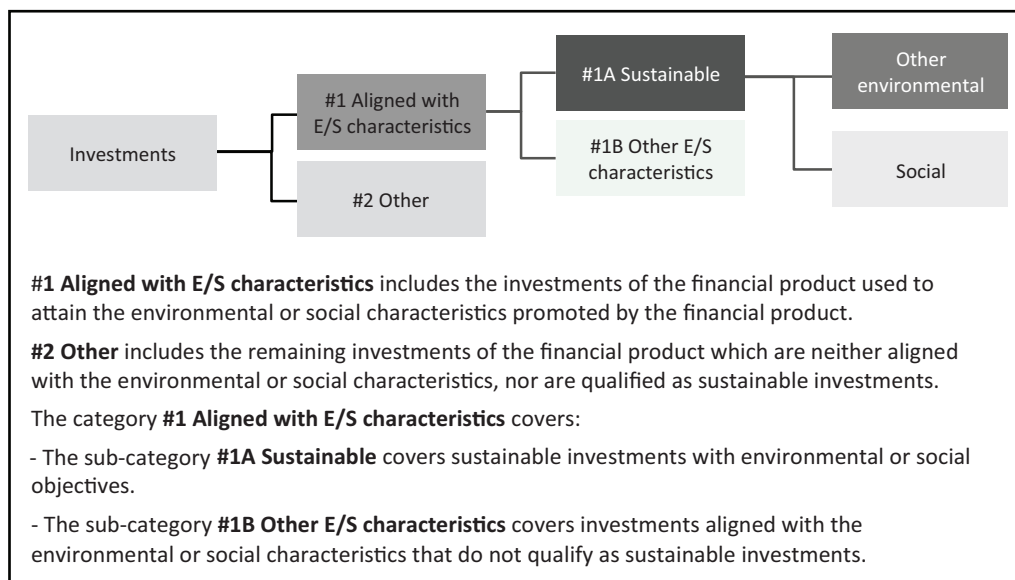 Investments
#1 Aligned with
E/S characteristics
#2 Other
#1A Sustainable
#1B Other E/S
characteristics
Other
environmental
Social
#1 Aligned with E/S characteristics includes the investments of the financial product used to
attain the environmental or social characteristics promoted by the financial product.
#2 Other includes the remaining investments of the financial product which are neither aligned
with the environmental or social characteristics, nor are qualified as sustainable investments.
The category #1 Aligned with E/S characteristics covers:
- The sub-category #1A Sustainable covers sustainable investments with environmental or social
objectives.
- The sub-category #1B Other E/S characteristics covers investments aligned with the
environmental or social characteristics that do not qualify as sustainable investments.